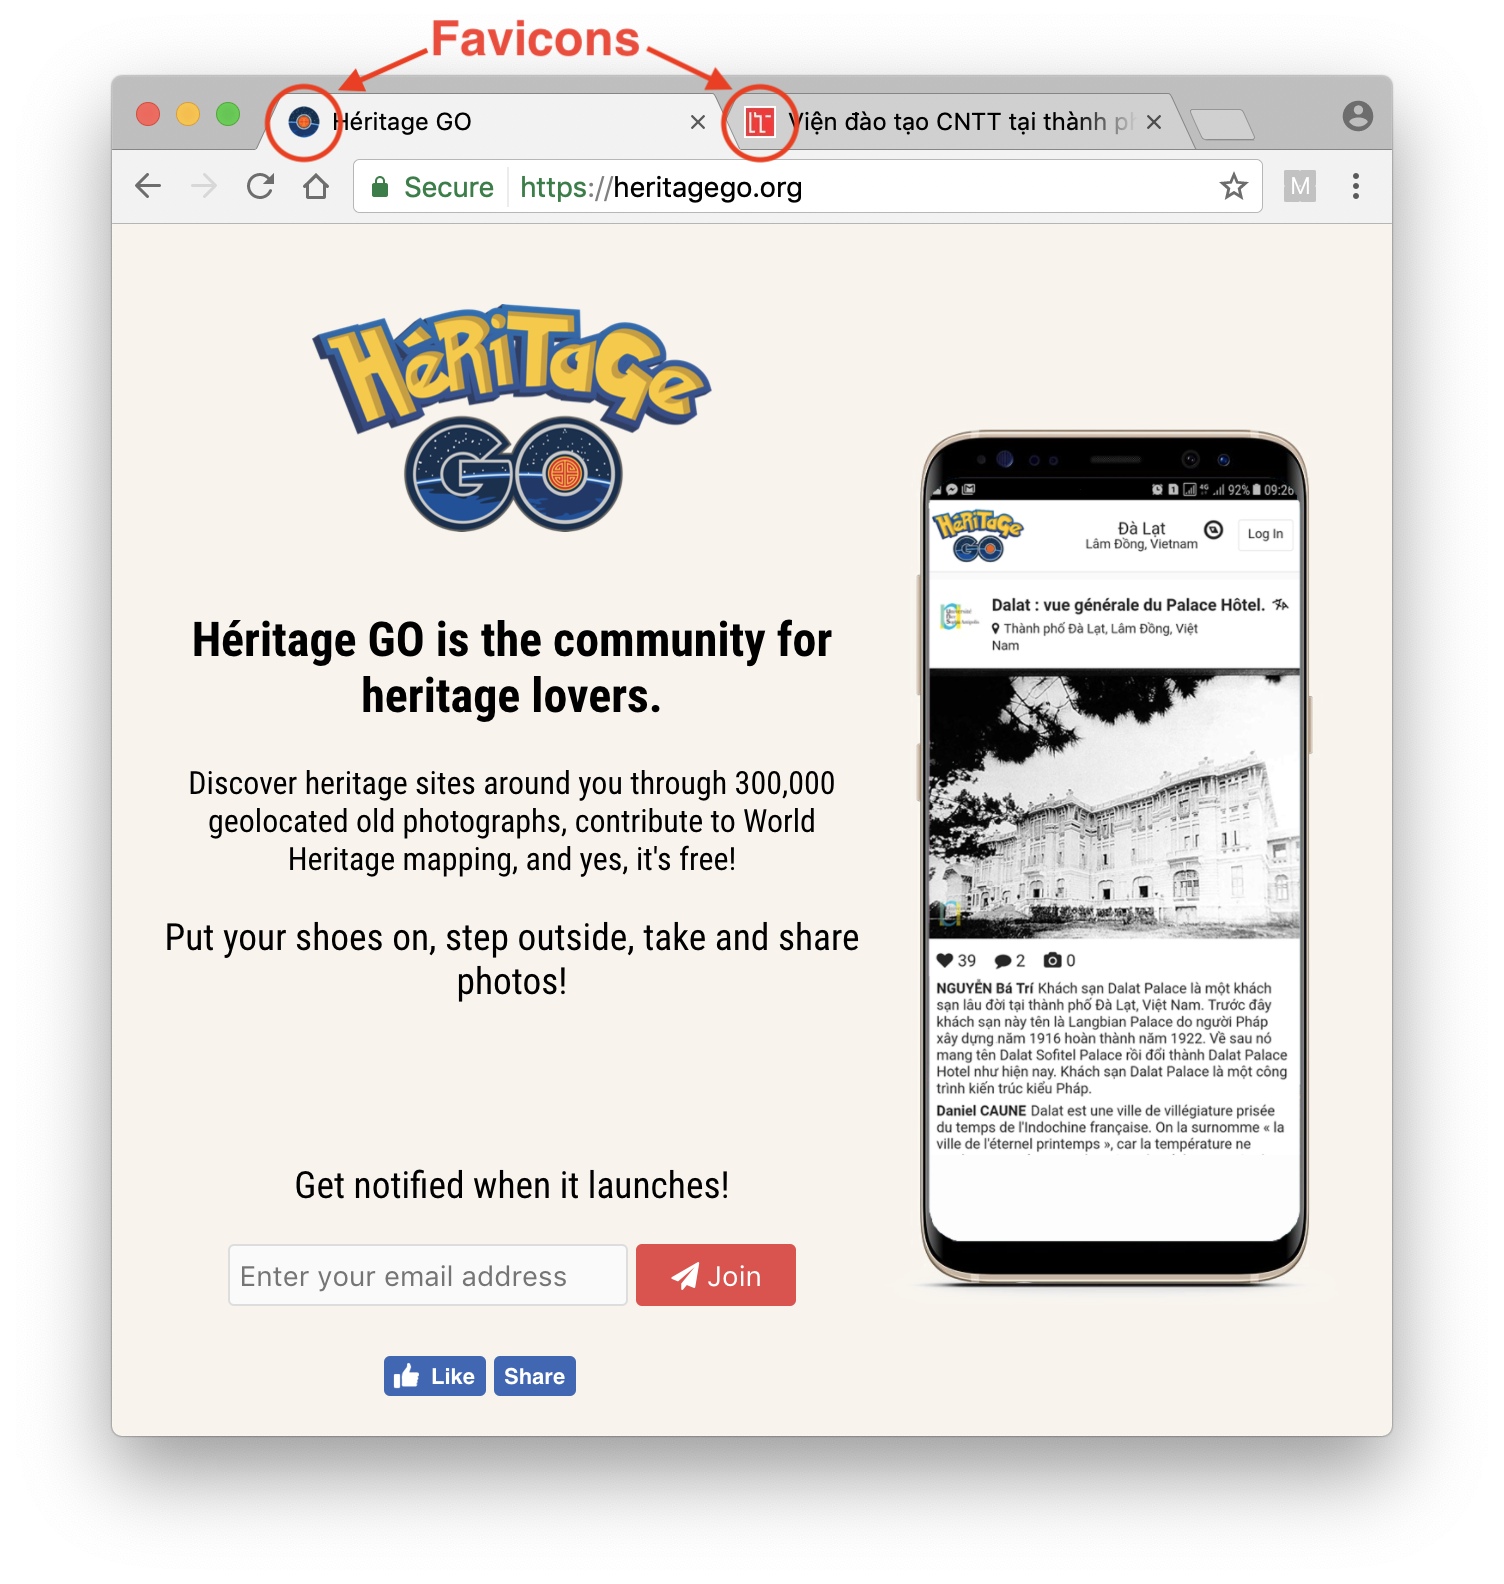 Favicons
Héritage GO
Viện đào tạo CNTT tại thành ph
Secure
https://heritagego.org
M
HéRiTaGe
GO
Héritage GO is the community for
heritage lovers.
Discover heritage sites around you through 300,000
geolocated old photographs, contribute to World
Heritage mapping, and yes, it's free!
Put your shoes on, step outside, take and share
photos!
Get notified when it launches!
Enter your email address
Join
Like
Share
4G
92%
09:26
HéRiTaGe
GO
Đà Lạt
Lâm Đồng, Vietnam
Log In
Dalat : vue générale du Palace Hôtel.
Thành phố Đà Lạt, Lâm Đồng, Việt
Nam
39 2 0
NGUYỄN Bá Trí Khách sạn Dalat Palace là một khách
sạn lâu đời tại thành phố Đà Lạt, Việt Nam. Trước đây
khách sạn này tên là Langbian Palace do người Pháp
xây dựng năm 1916 hoàn thành năm 1922. Về sau nó
mang tên Dalat Sofitel Palace rồi đổi thành Dalat Palace
Hotel như hiện nay. Khách sạn Dalat Palace là một công
trình kiến trúc kiểu Pháp.
Daniel CAUNE Dalat est une ville de villégiature prisée
du temps de l'Indochine française. On la surnomme « la
ville de l'éternel printemps », car la température ne